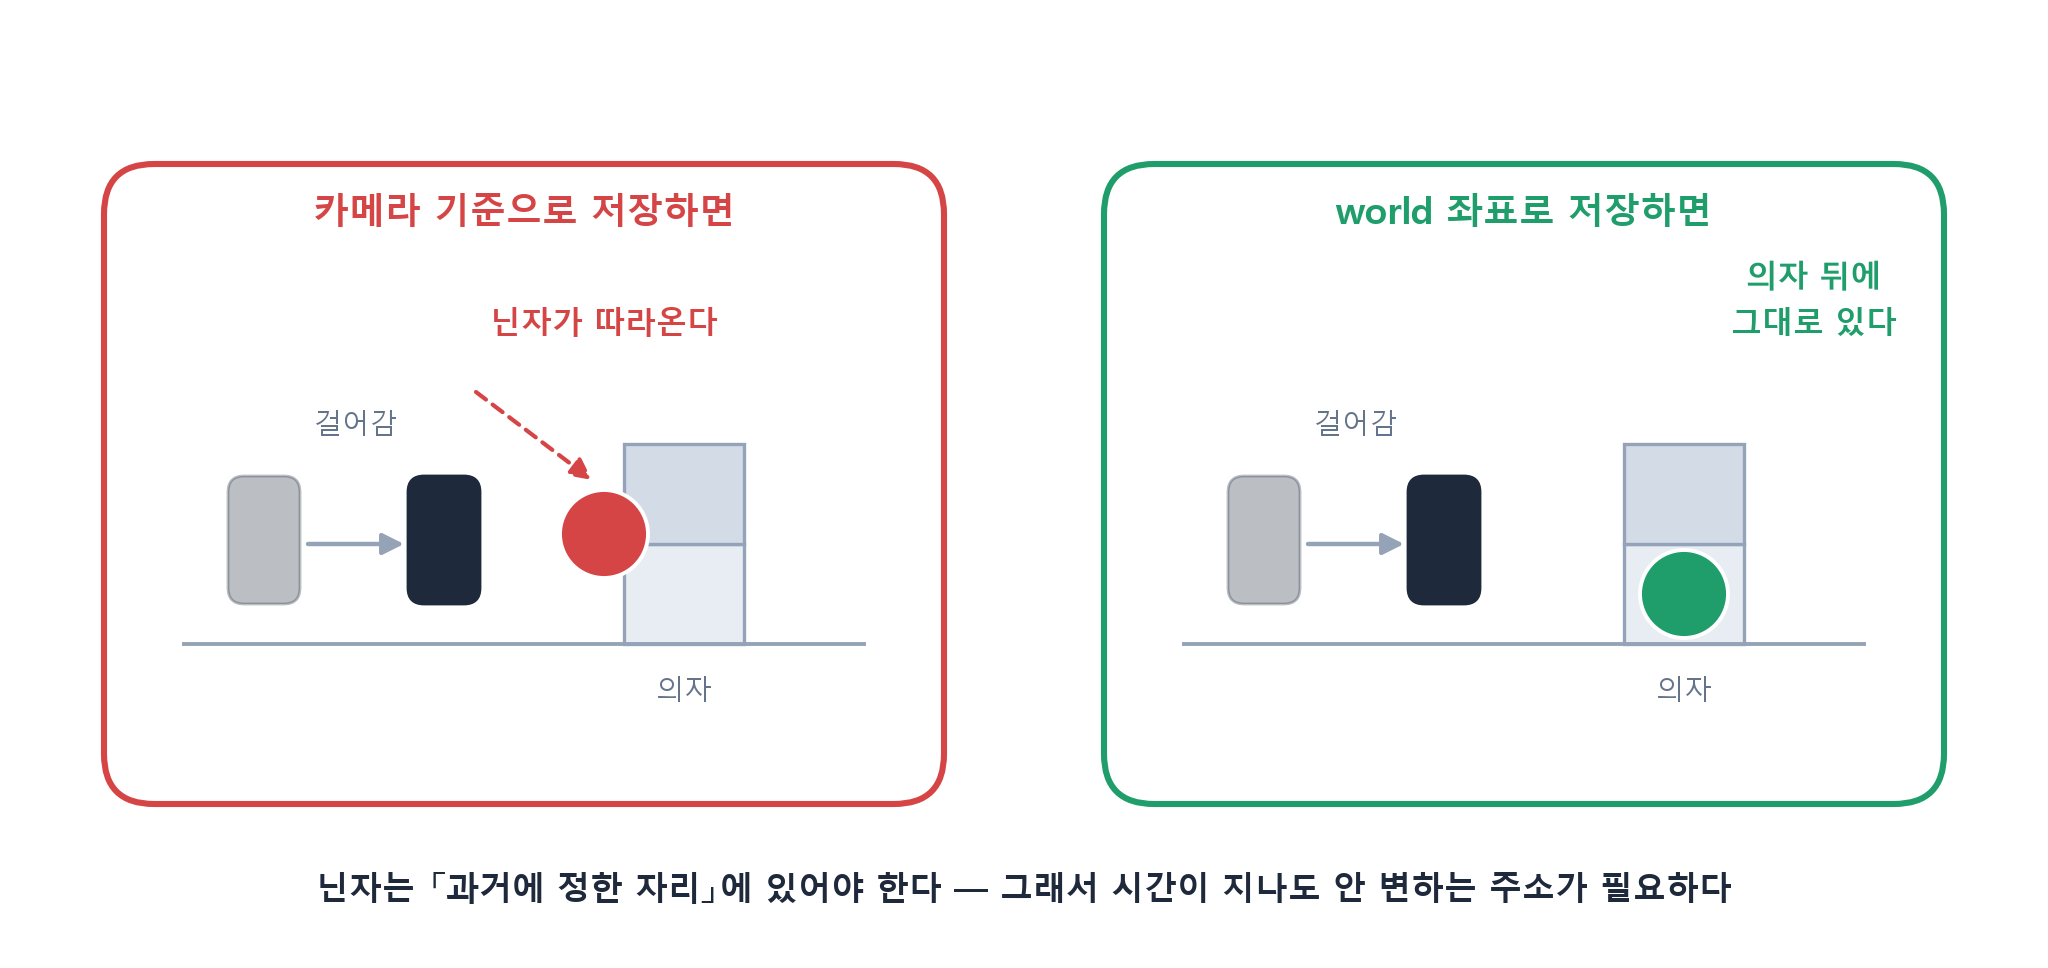 카메라 기준으로 저장하면
닌자가 따라온다
걸어감
의자
world 좌표로 저장하면
의자 뒤에
그대로 있다
걸어감
의자
닌자는 「과거에 정한 자리」에 있어야 한다 — 그래서 시간이 지나도 안 변하는 주소가 필요하다